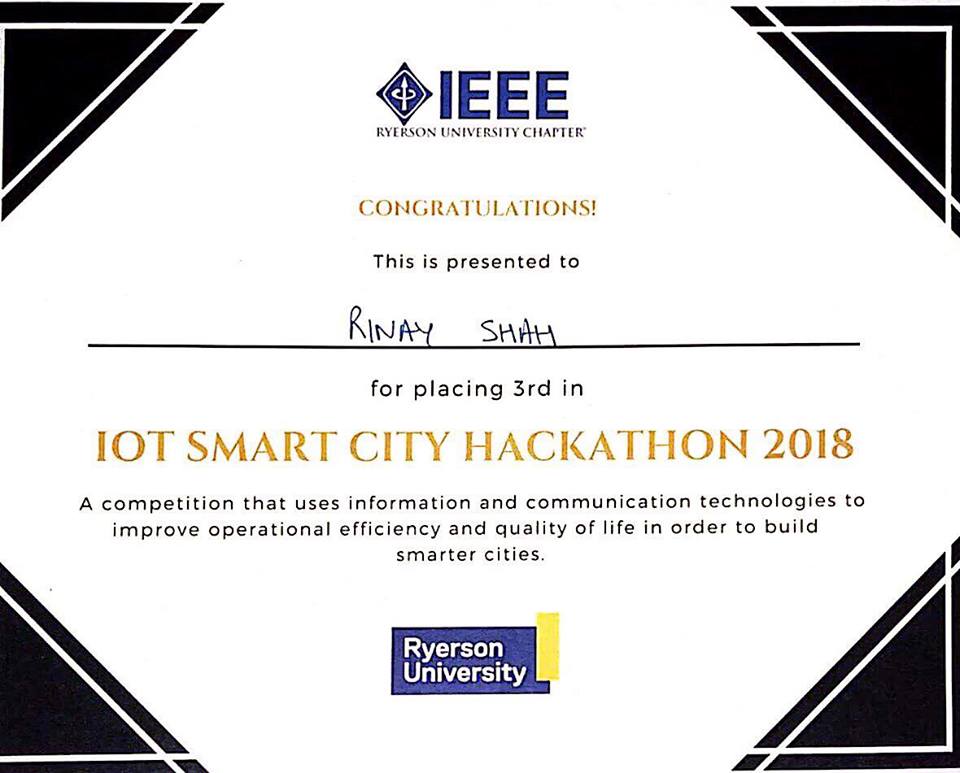 IEEE
RYERSON UNIVERSITY CHAPTER
CONGRATULATIONS!
This is presented to
RINAY SHAH
for placing 3rd in
IOT SMART CITY HACKATHON 2018
A competition that uses information and communication technologies to
improve operational efficiency and quality of life in order to build
smarter cities.
Ryerson
University